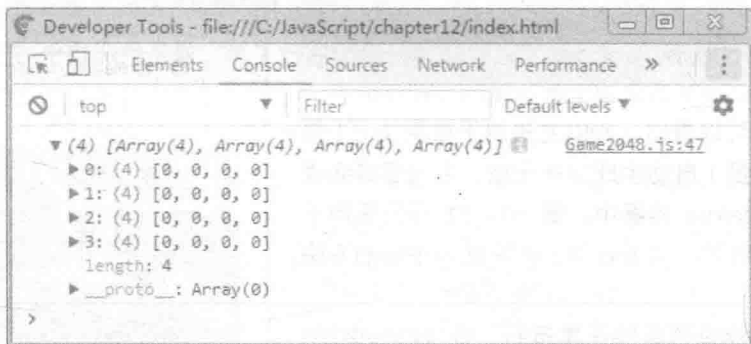 Developer Tools - file:///C:/JavaScript/chapter12/index.html
Elements Console Sources Network Performance »
top ▼ Filter Default levels ▼
▼ (4) [Array(4), Array(4), Array(4), Array(4)] Game2048.js:47
▶ 0: (4) [0, 0, 0, 0]
▶ 1: (4) [0, 0, 0, 0]
▶ 2: (4) [0, 0, 0, 0]
▶ 3: (4) [0, 0, 0, 0]
length: 4
▶ __proto__: Array(0)
>